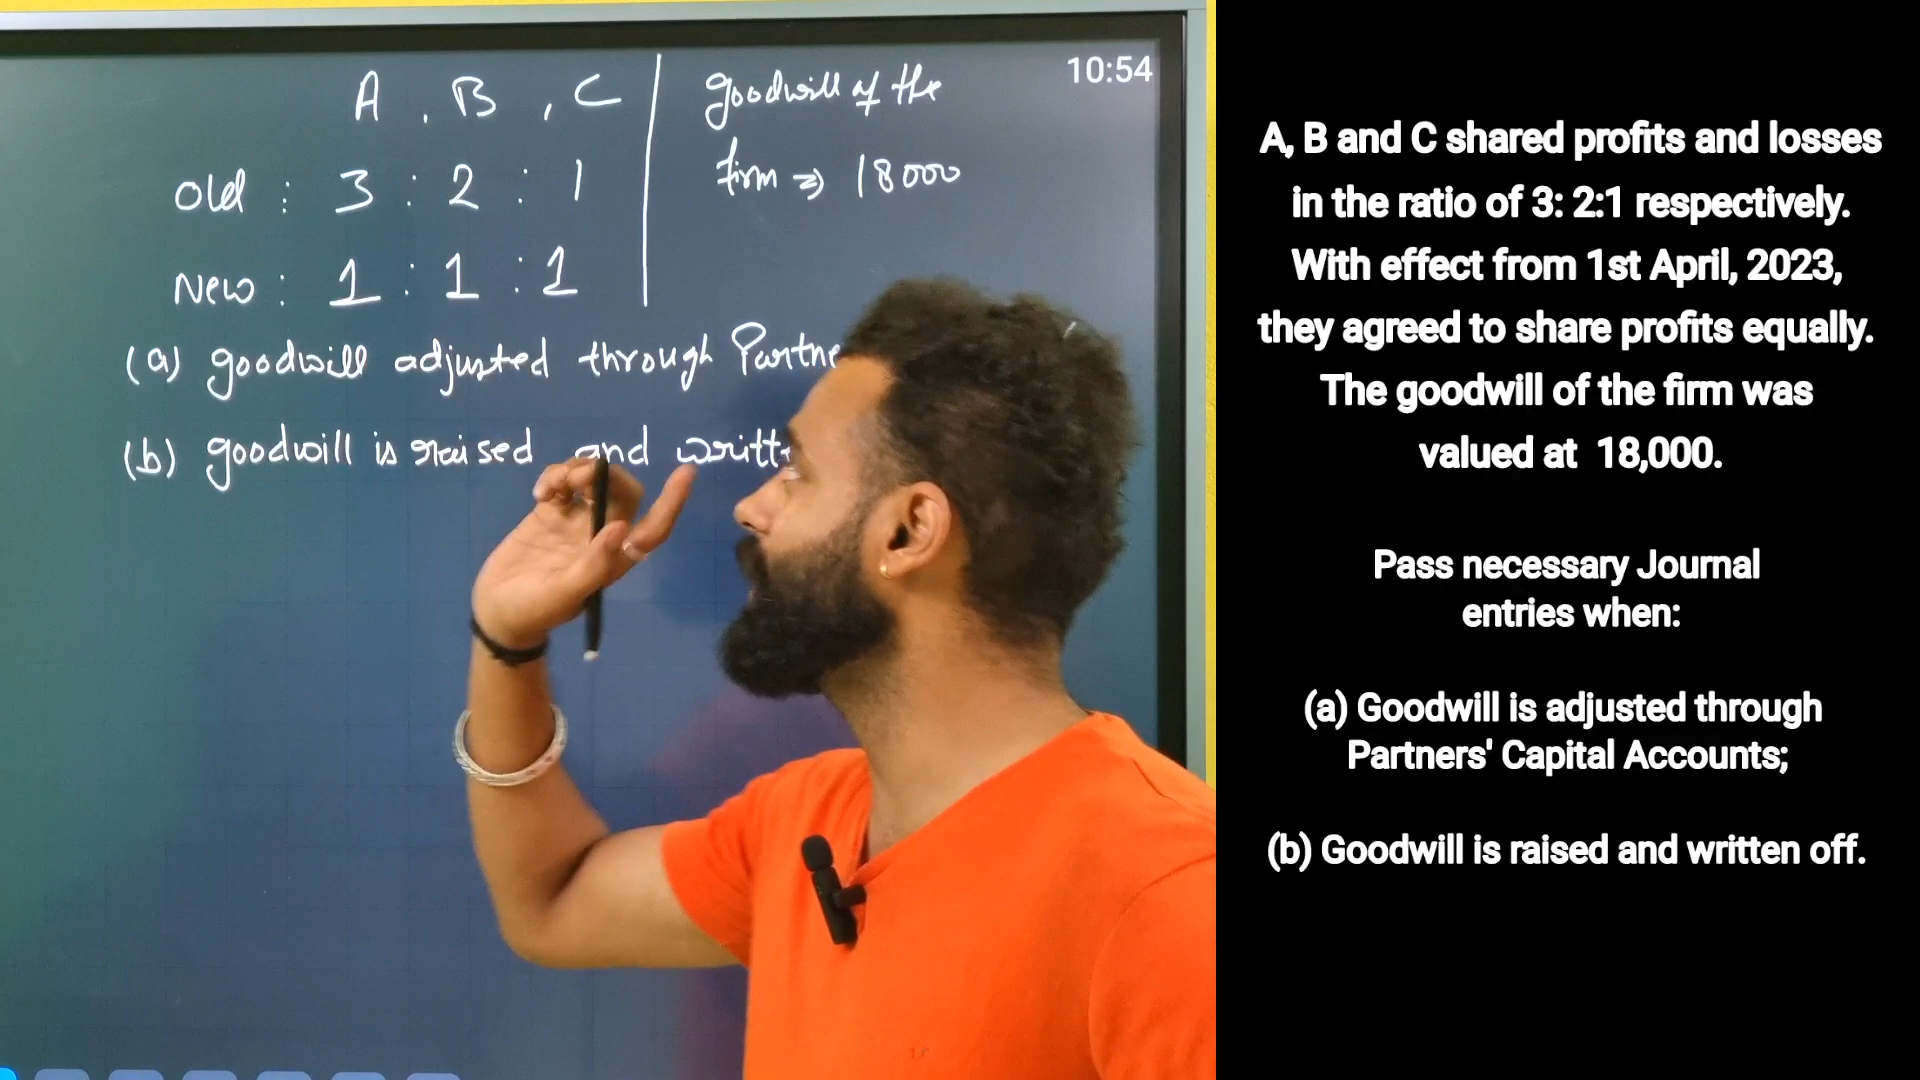 A , B , C
Old : 3 : 2 : 1
New : 1 : 1 : 1
Goodwill of the
firm ⇒ 18000
10:54
(a) goodwill adjusted through
(b) goodwill is raised and
A, B and C shared profits and losses
in the ratio of 3: 2:1 respectively.
With effect from 1st April, 2023,
they agreed to share profits equally.
The goodwill of the firm was
valued at 18,000.
Pass necessary Journal
entries when:
(a) Goodwill is adjusted through
Partners' Capital Accounts;
(b) Goodwill is raised and written off.